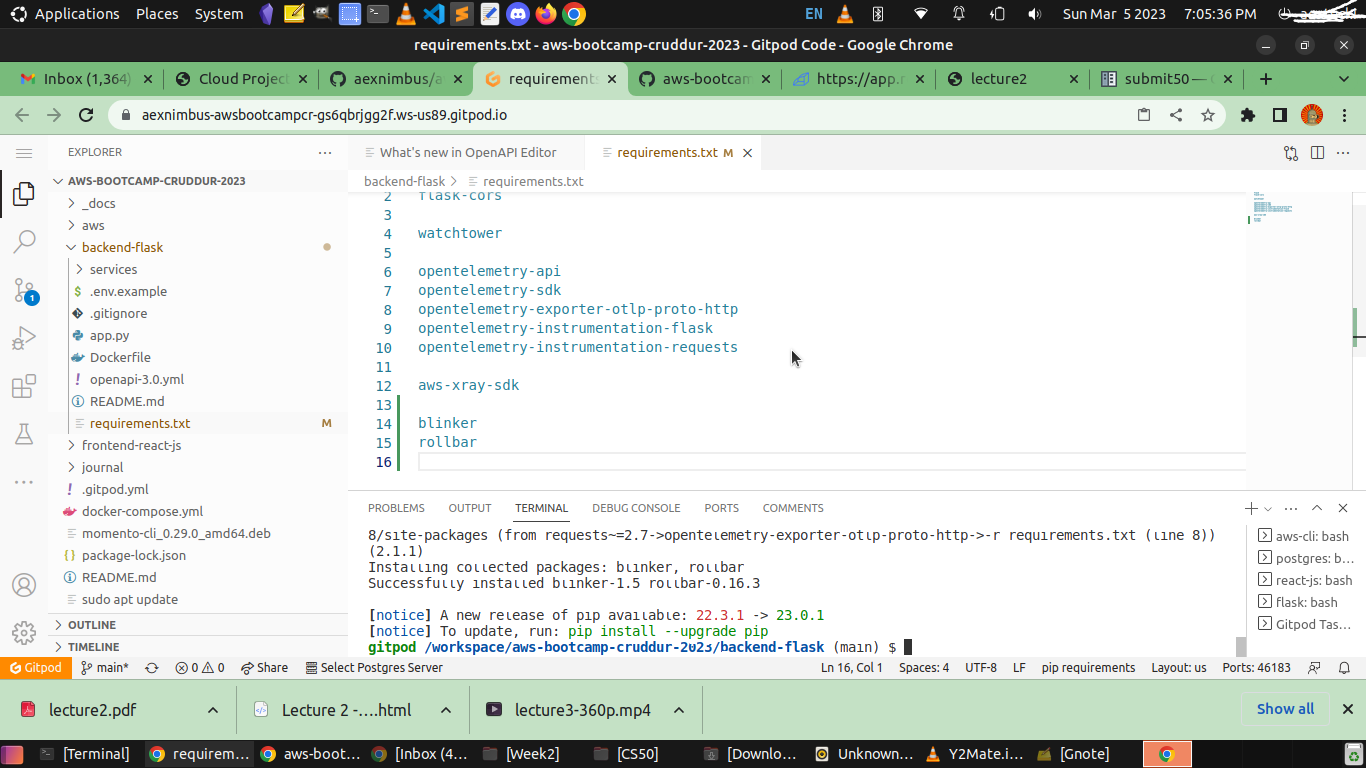 Applications Places System EN Sun Mar 5 2023 7:05:36 PM
requirements.txt - aws-bootcamp-cruddur-2023 - Gitpod Code - Google Chrome
Inbox (1,364) Cloud Project aexnimbus/a requirements aws-bootcam https://app.r lecture2 submit50 —
aexnimbus-awsbootcampcr-gs6qbrjgg2f.ws-us89.gitpod.io
EXPLORER
What's new in OpenAPI Editor requirements.txt M
AWS-BOOTCAMP-CRUDDUR-2023
backend-flask > requirements.txt
_docs
aws
backend-flask
services
.env.example
.gitignore
app.py
Dockerfile
openapi-3.0.yml
README.md
requirements.txt M
frontend-react-js
journal
.gitpod.yml
docker-compose.yml
momento-cli_0.29.0_amd64.deb
package-lock.json
README.md
sudo apt update
OUTLINE
TIMELINE
1
2 flask-cors
3
4 watchtower
5
6 opentelemetry-api
7 opentelemetry-sdk
8 opentelemetry-exporter-otlp-proto-http
9 opentelemetry-instrumentation-flask
10 opentelemetry-instrumentation-requests
11
12 aws-xray-sdk
13
14 blinker
15 rollbar
16
PROBLEMS OUTPUT TERMINAL DEBUG CONSOLE PORTS COMMENTS
8/site-packages (from requests~=2.7->opentelemetry-exporter-otlp-proto-http->-r requirements.txt (line 8))
(2.1.1)
Installing collected packages: blinker, rollbar
Successfully installed blinker-1.5 rollbar-0.16.3
[notice] A new release of pip available: 22.3.1 -> 23.0.1
[notice] To update, run: pip install --upgrade pip
gitpod /workspace/aws-bootcamp-cruddur-2023/backend-flask (main) $
aws-cli: bash
postgres: b...
react-js: bash
flask: bash
Gitpod Tas...
Gitpod main* 0 0 Share Select Postgres Server Ln 16, Col 1 Spaces: 4 UTF-8 LF pip requirements Layout: us Ports: 46183
lecture2.pdf Lecture 2 -....html lecture3-360p.mp4 Show all
[Terminal] requirem... aws-boot... [Inbox (4... [Week2] [CS50] [Downlo... Unknown... Y2Mate.i... [Gnote]